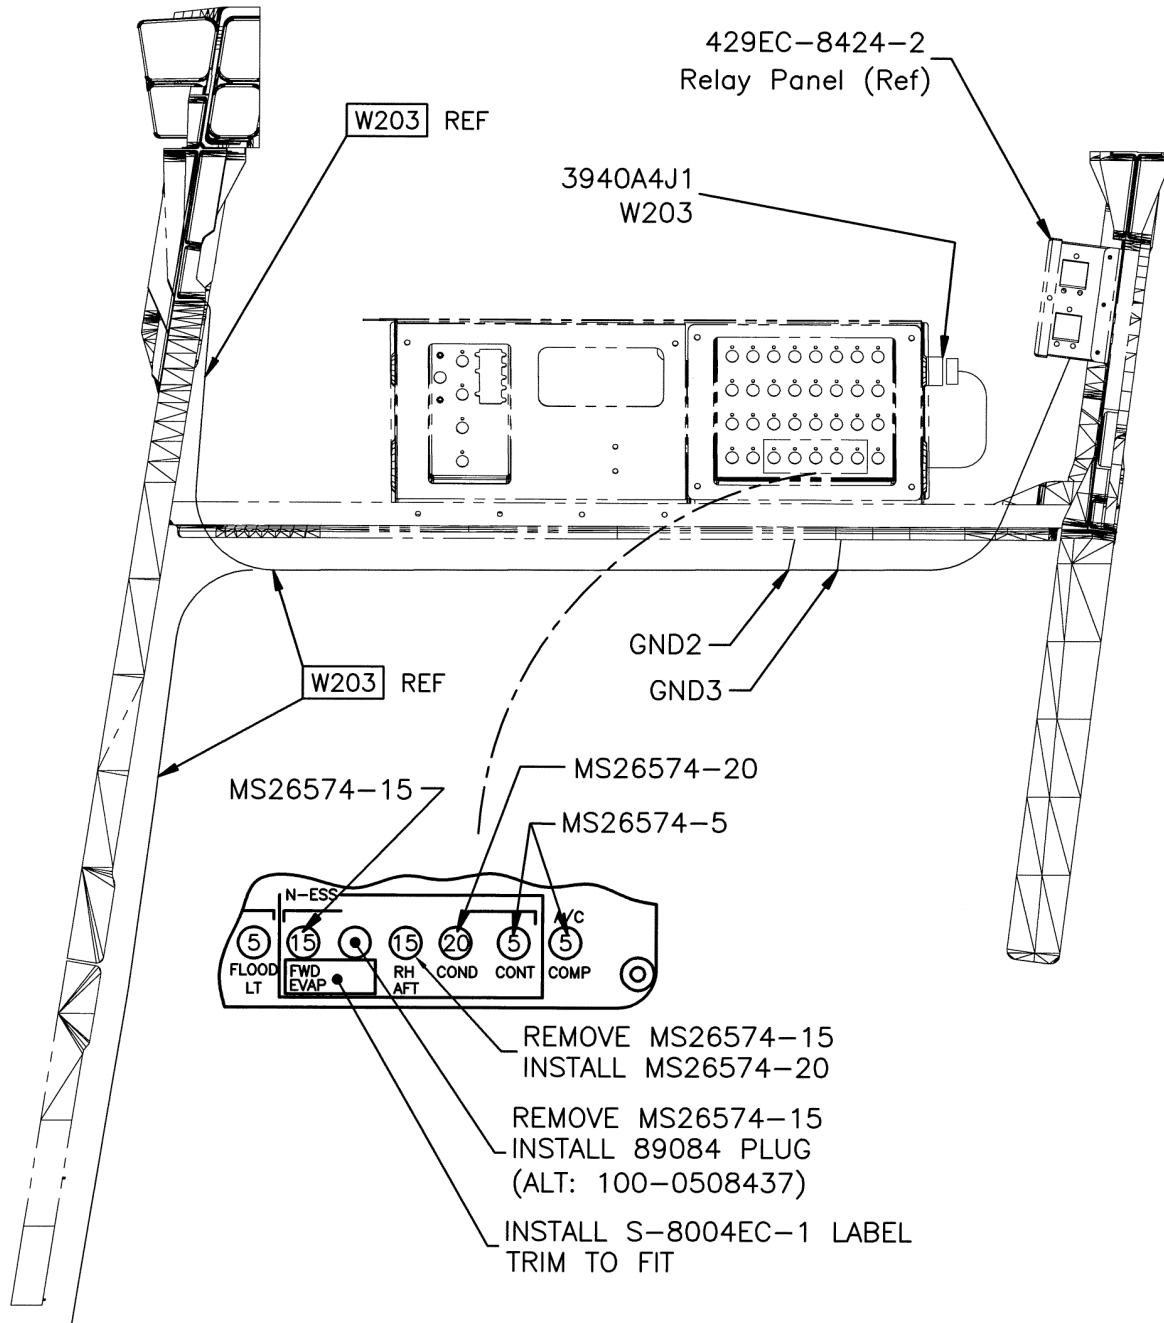 429EC-8424-2
Relay Panel (Ref)
W203 REF
3940A4J1
W203
GND2
GND3
W203 REF
MS26574-15
MS26574-20
MS26574-5
N-ESS
A/C
5
15
15
20
5
5
FLOOD
LT
FWD
EVAP
RH
AFT
COND
CONT
COMP
REMOVE MS26574-15
INSTALL MS26574-20
REMOVE MS26574-15
INSTALL 89084 PLUG
(ALT: 100-0508437)
INSTALL S-8004EC-1 LABEL
TRIM TO FIT